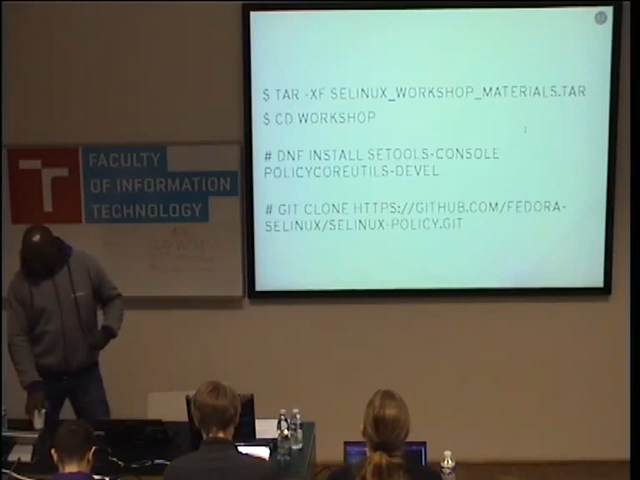 $ TAR -XF SELINUX_WORKSHOP_MATERIALS.TAR
$ CD WORKSHOP
# DNF INSTALL SETOOLS-CONSOLE
POLICYCOREUTILS-DEVEL
# GIT CLONE HTTPS://GITHUB.COM/FEDORA-
SELINUX/SELINUX-POLICY.GIT
FACULTY
OF INFORMATION
TECHNOLOGY